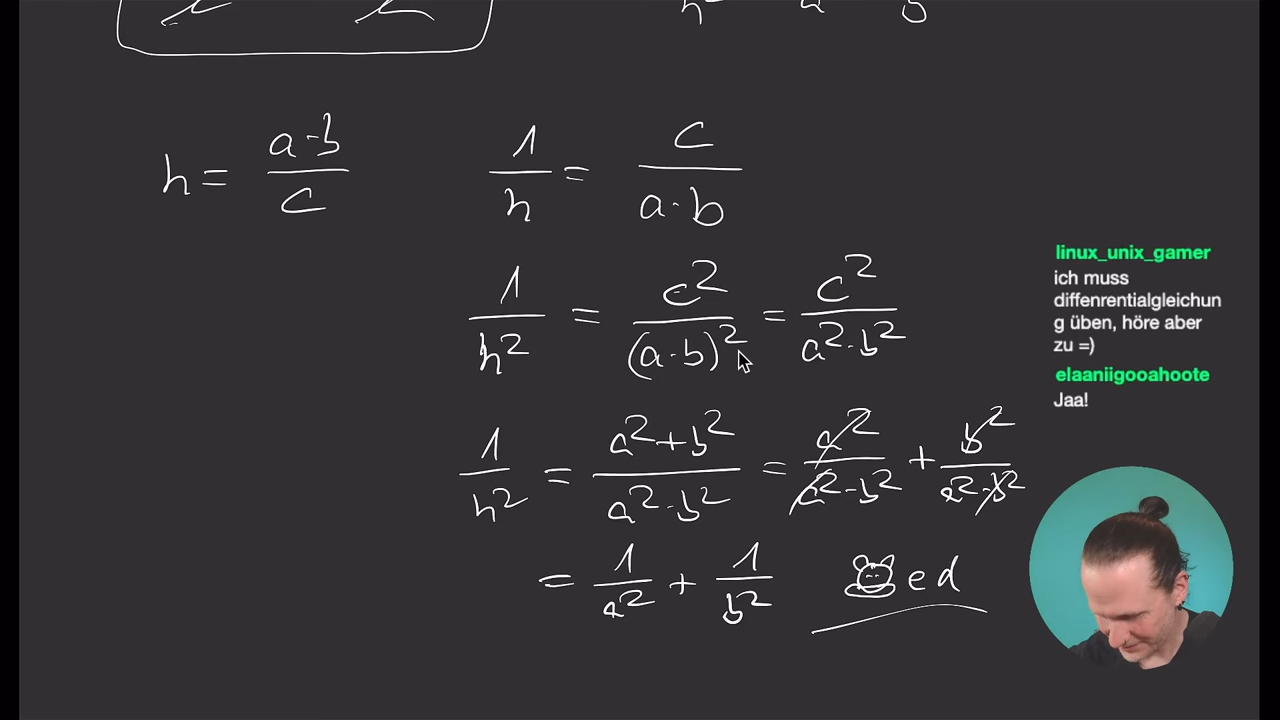 h = a·b / c
1/h = c / a·b
1/h² = c² / (a·b)² = c² / a²·b²
1/h² = a²+b² / a²·b² = a² / a²·b² + b² / a²·b²
= 1/a² + 1/b² ed
linux_unix_gamer
ich muss
diffenrentialgleichun
g üben, höre aber
zu =)
elaaniigooahoote
Jaa!